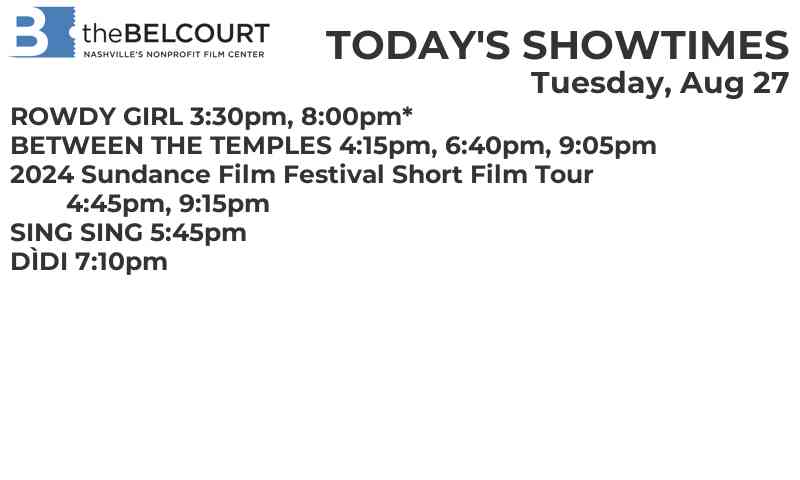 B theBELCOURT
NASHVILLE'S NONPROFIT FILM CENTER
TODAY'S SHOWTIMES
Tuesday, Aug 27
ROWDY GIRL 3:30pm, 8:00pm*
BETWEEN THE TEMPLES 4:15pm, 6:40pm, 9:05pm
2024 Sundance Film Festival Short Film Tour
4:45pm, 9:15pm
SING SING 5:45pm
DÌDI 7:10pm